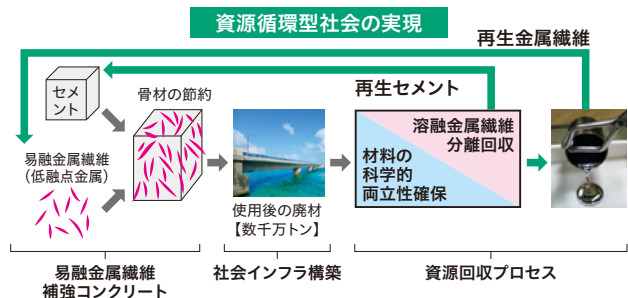 資源循環型社会の実現
再生金属繊維
再生セメント
セメ
ント
骨材の節約
易融金属繊維
(低融点金属)
溶融金属繊維
分離回収
材料の
科学的
両立性確保
使用後の廃材
【数千万トン】
易融金属繊維
補強コンクリート
社会インフラ構築
資源回収プロセス